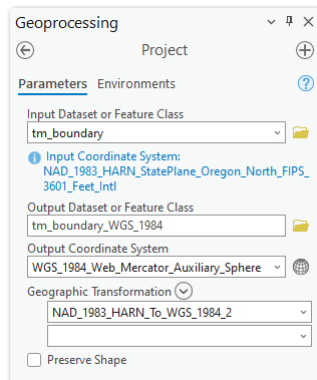 Geoprocessing
Project
Parameters Environments
Input Dataset or Feature Class
tm_boundary
Input Coordinate System:
NAD_1983_HARN_StatePlane_Oregon_North_FIPS_
3601_Feet_Intl
Output Dataset or Feature Class
tm_boundary_WGS_1984
Output Coordinate System
WGS_1984_Web_Mercator_Auxiliary_Sphere
Geographic Transformation
NAD_1983_HARN_To_WGS_1984_2
Preserve Shape